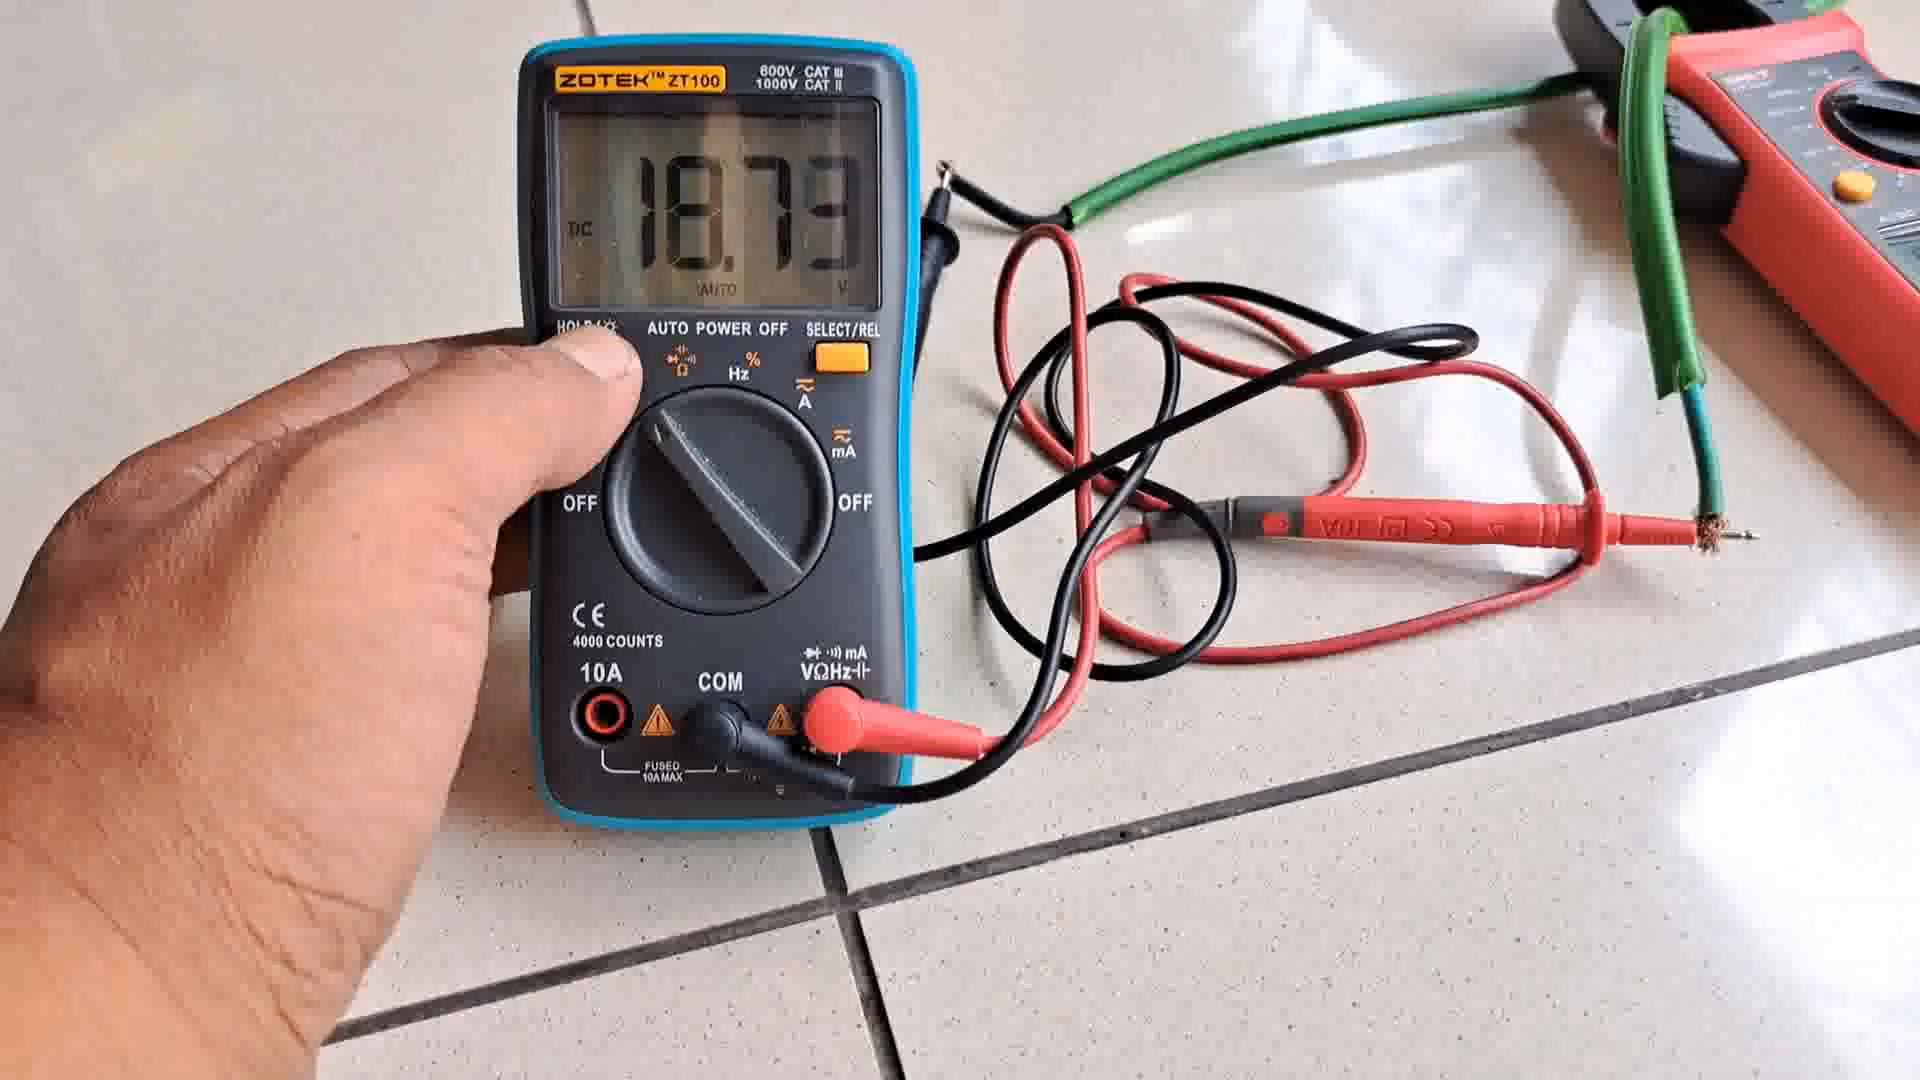 ZOTEK™ ZT100
600V CAT III
1000V CAT II
18.79
DC
AUTO
V
AUTO POWER OFF
SELECT/REL
Ω
Hz %
A
mA
OFF
OFF
CE
4000 COUNTS
10A
COM
mA
VΩHz
FUSED
10A MAX